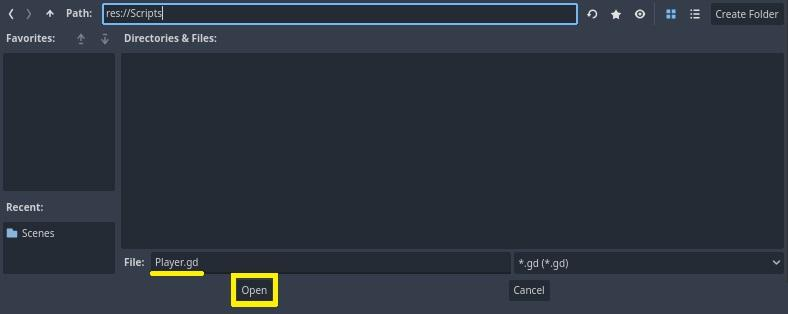 Path: res://Scripts Create Folder
Favorites: Directories & Files:
Recent:
Scenes
File: Player.gd *.gd (*.gd)
Open Cancel